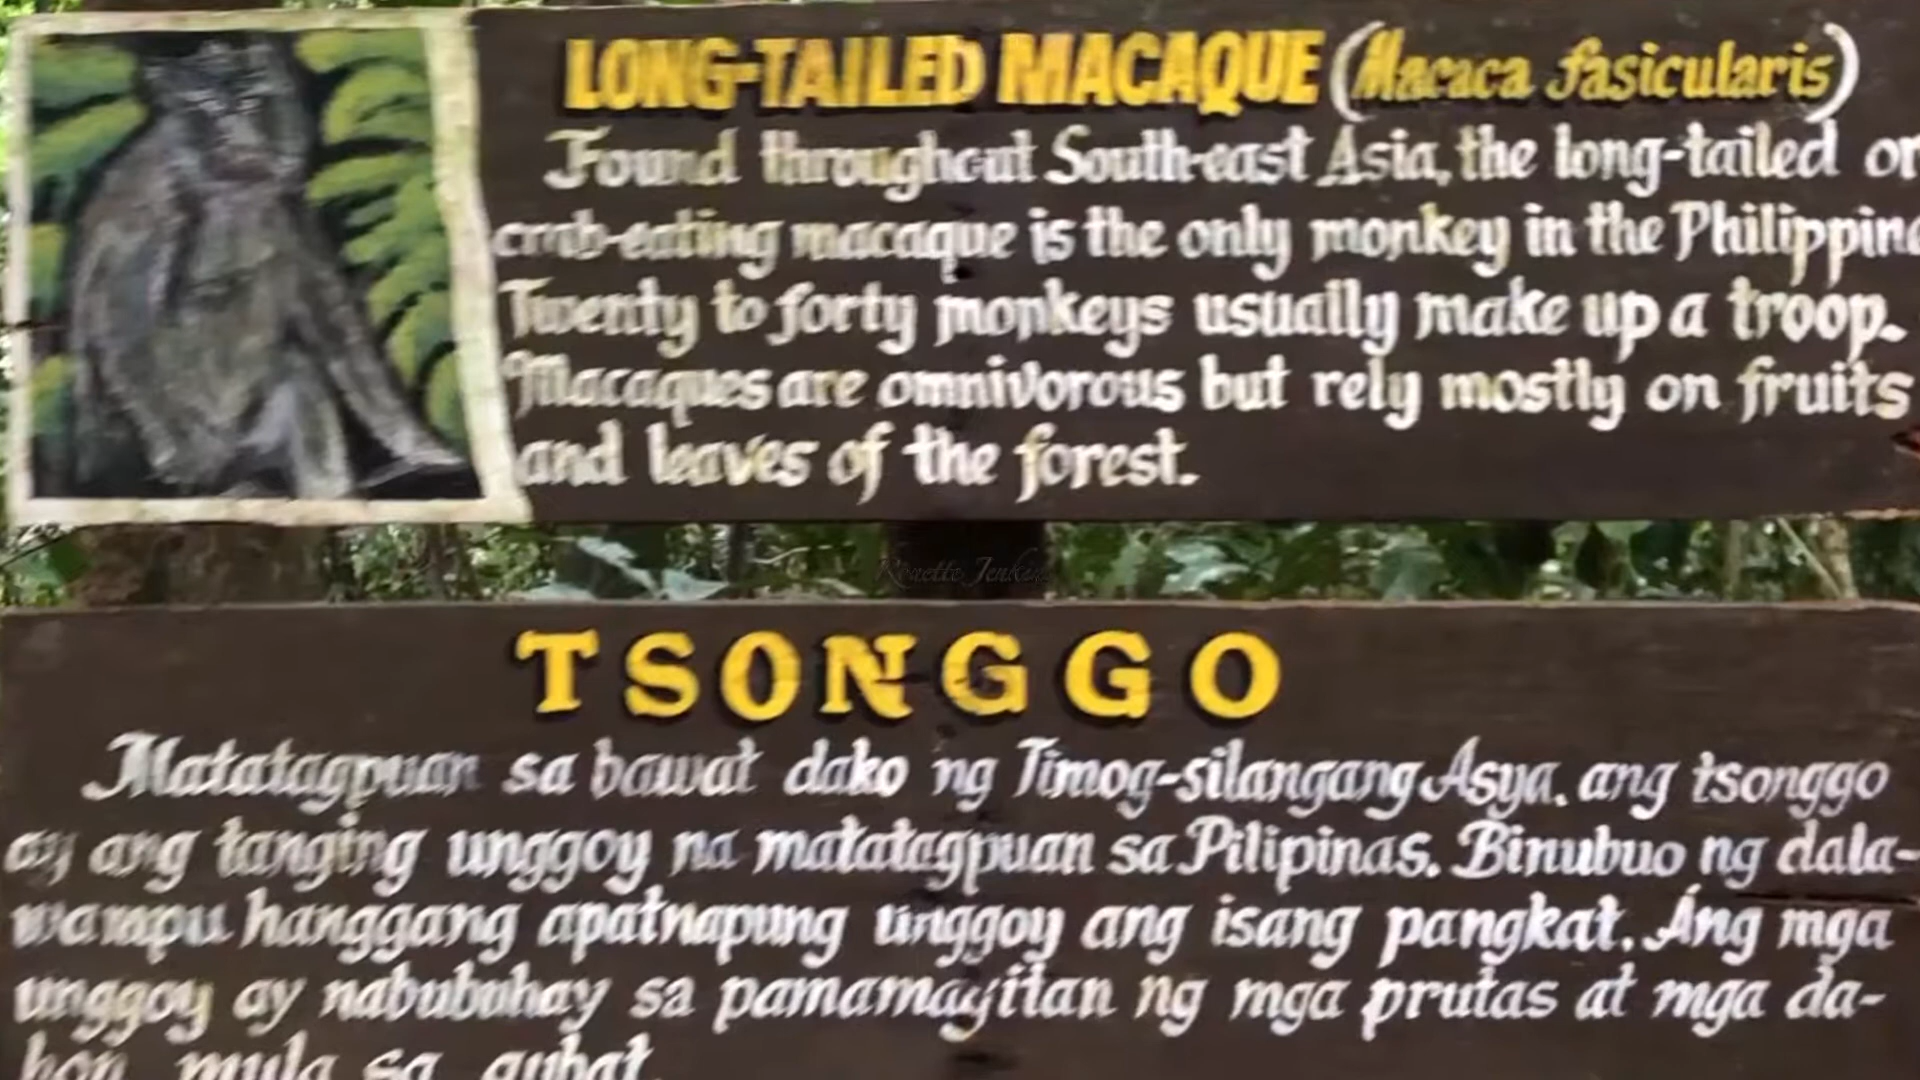 LONG-TAILED MACAQUE (Macaca fasicularis)
Found throughout South-east Asia, the long-tailed or
crab-eating macaque is the only monkey in the
Twenty to forty monkeys usually make up a troop.
Macaques are omnivorous but rely mostly on fruits
and leaves of the forest.
TSONGGO
Matatagpuan sa bawat dako ng Timog-silangang Asya, ang tsonggo
ay ang tanging unggoy na matatagpuan sa Pilipinas. Binubuo ng dala-
wampu hanggang apatnapung unggoy ang isang pangkat. Ang mga
unggoy ay nabubuhay sa pamamagitan ng mga prutas at mga da-
hon mula sa gubat.